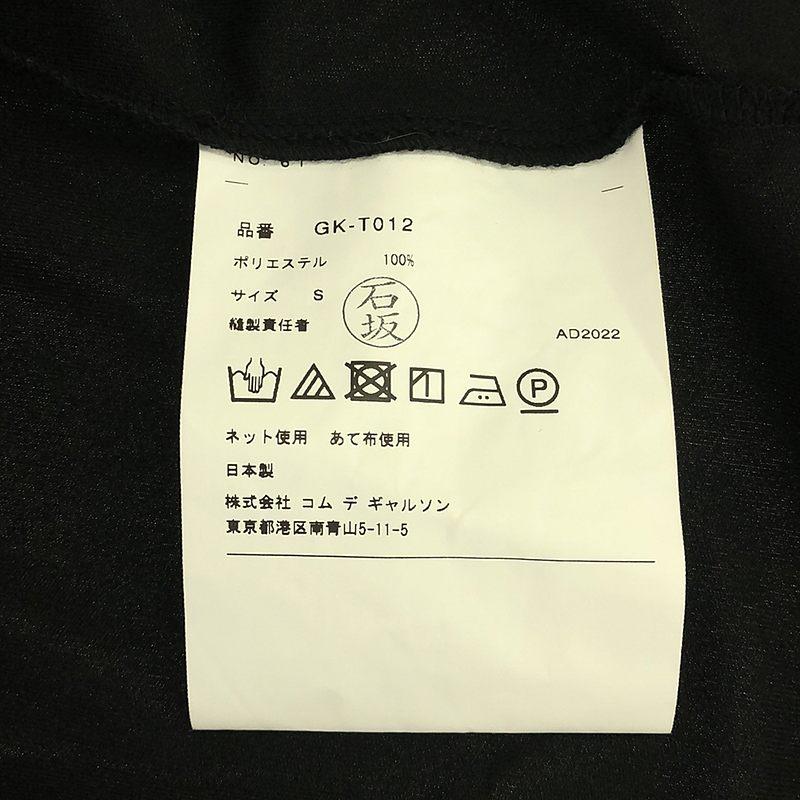 NO. 61
品番 GK-T012
ポリエステル 100%
サイズ S
石坂
縫製責任者
AD2022
P
ネット使用 あて布使用
日本製
株式会社 コム デ ギャルソン
東京都港区南青山5-11-5